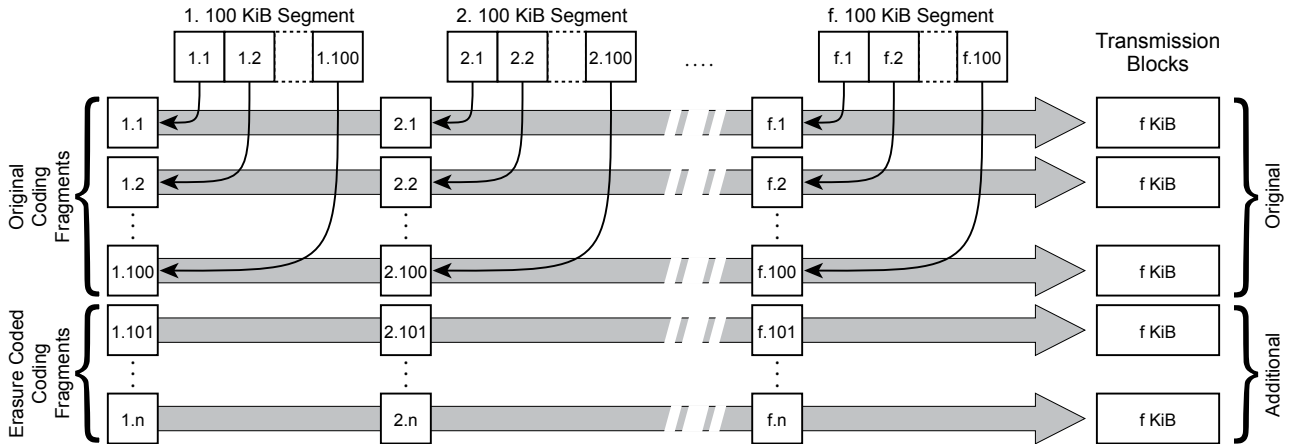 1. 100 KiB Segment 2. 100 KiB Segment f. 100 KiB Segment
1.1 1.2 1.100 2.1 2.2 2.100 .... f.1 f.2 f.100
Transmission
Blocks
1.1 2.1 f.1 f KiB
1.2 2.2 f.2 f KiB
1.100 2.100 f.100 f KiB
1.101 2.101 f.101 f KiB
1.n 2.n f.n f KiB
Original
Coding
Fragments
Erasure Coded
Coding
Fragments
Original
Additional